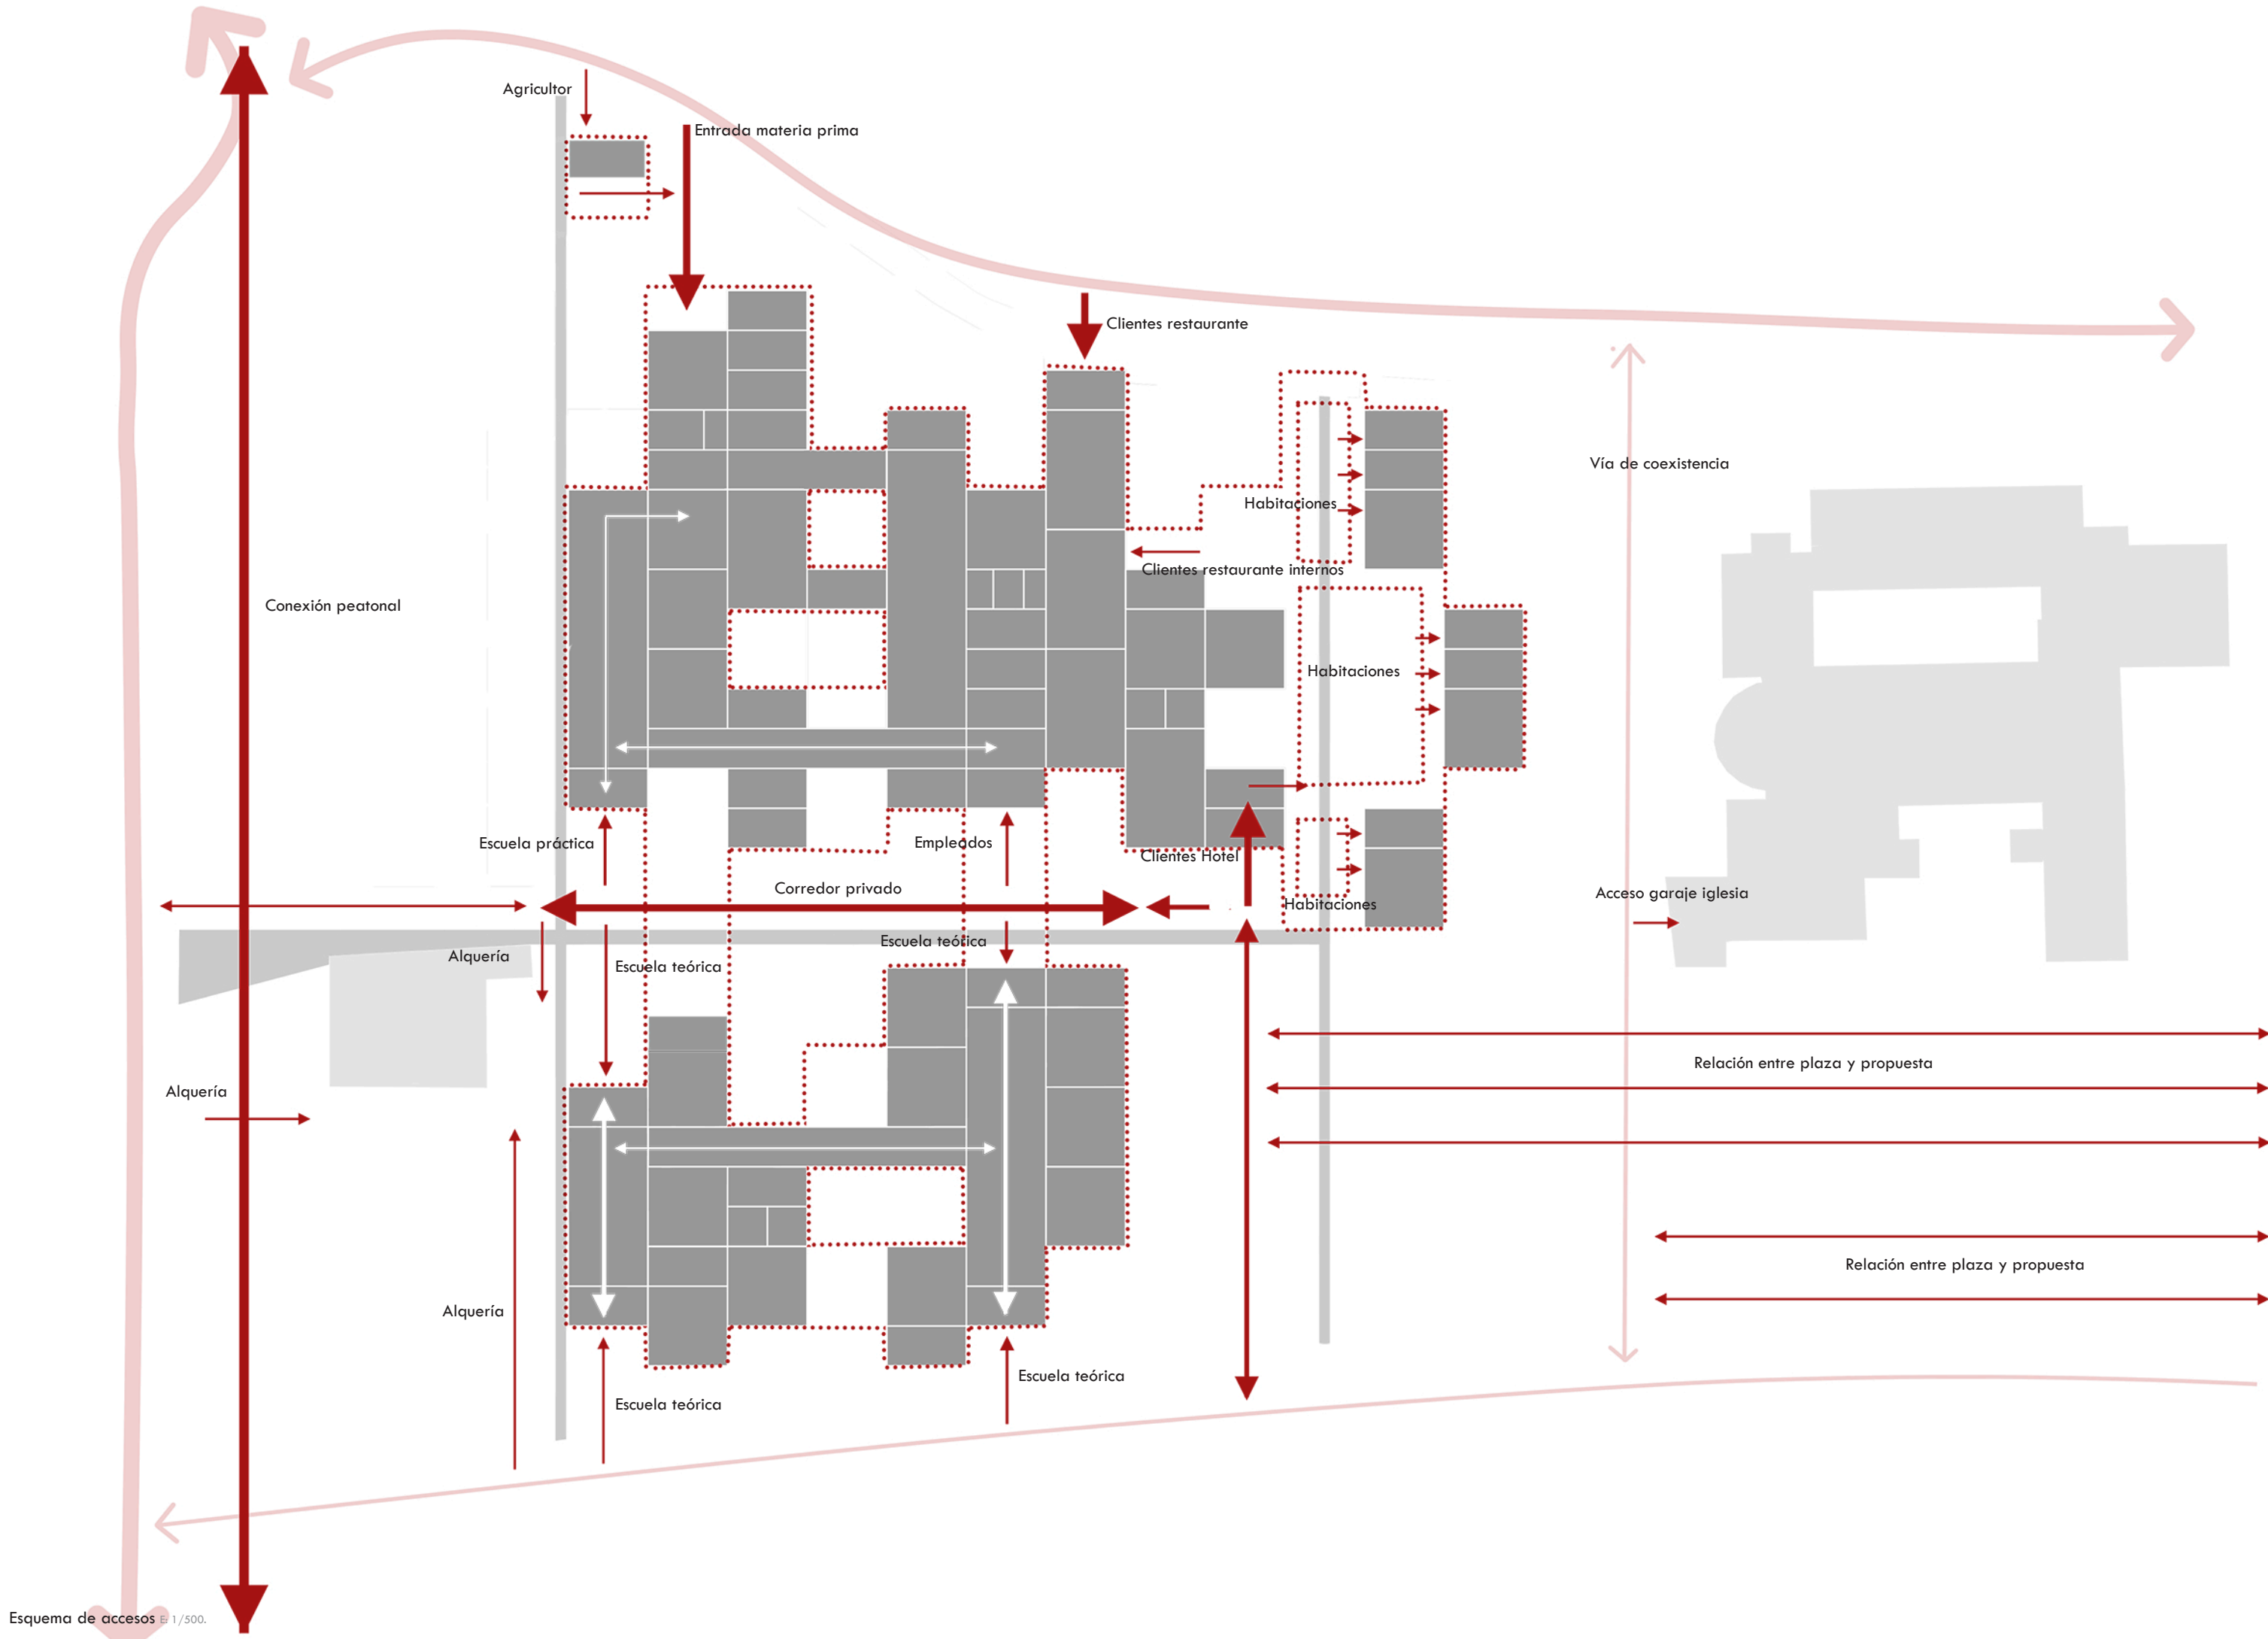 Agricultor
Entrada materia prima
Clientes restaurante
Vía de coexistencia
Habitaciones
Clientes restaurante internos
Conexión peatonal
Habitaciones
Escuela práctica
Empleados
Clientes Hotel
Corredor privado
Acceso garaje iglesia
Habitaciones
Escuela teórica
Alquería
Escuela teórica
Relación entre plaza y propuesta
Alquería
Relación entre plaza y propuesta
Alquería
Escuela teórica
Escuela teórica
Esquema de accesos E: 1/500.